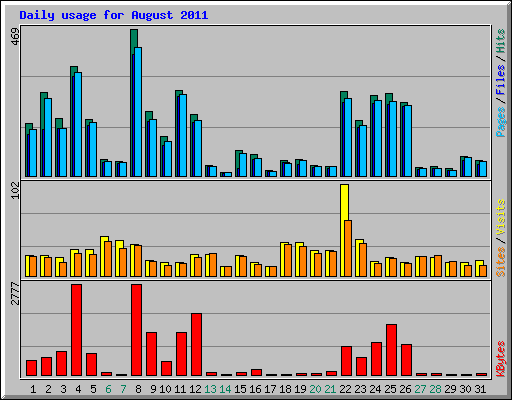 Daily usage for August 2011
469
Pages/Files/Hits
102
Sites/Visits
2777
KBytes
1 2 3 4 5 6 7 8 9 10 11 12 13 14 15 16 17 18 19 20 21 22 23 24 25 26 27 28 29 30 31